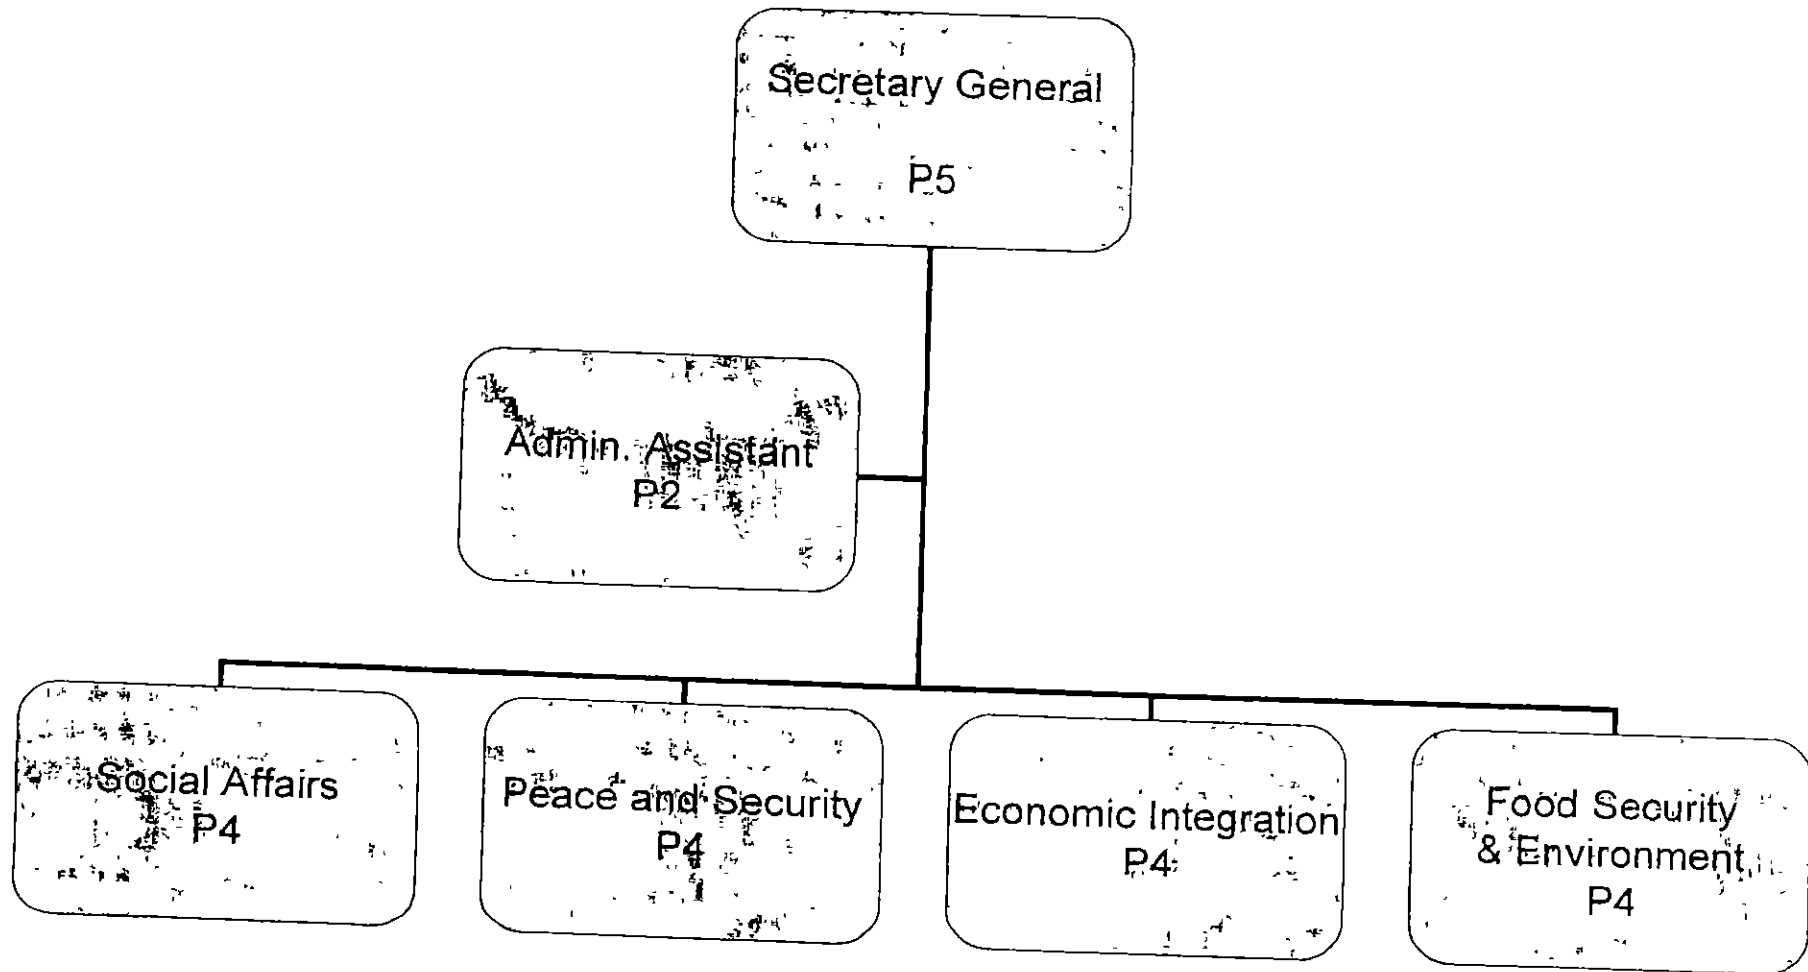 Secretary General
P5
Admin. Assistant
P2
Social Affairs
P4
Peace and Security
P4
Economic Integration
P4
Food Security
& Environment
P4